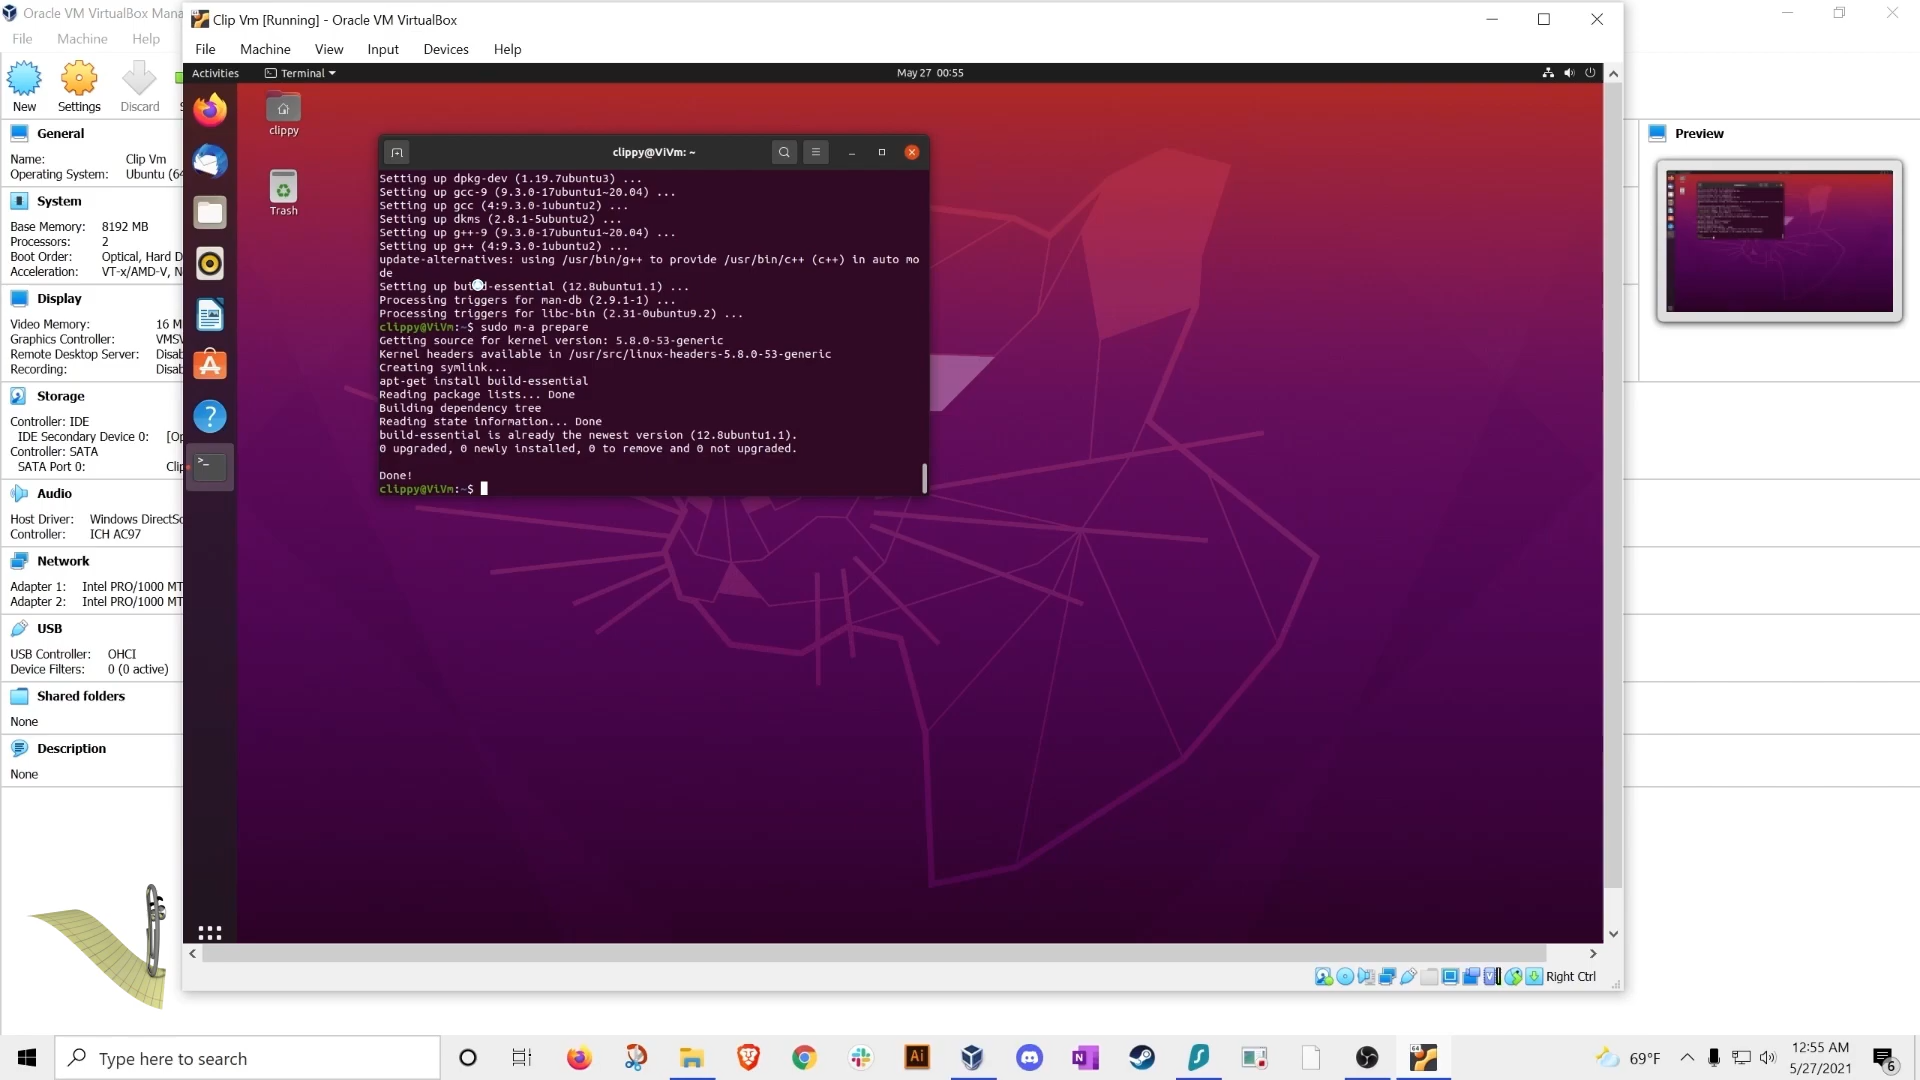 Oracle VM VirtualBox Mana
File Machine Help
New Settings Discard S
General
Name: Clip Vm
Operating System: Ubuntu (64
System
Base Memory: 8192 MB
Processors: 2
Boot Order: Optical, Hard D
Acceleration: VT-x/AMD-V, N
Display
Video Memory: 16 M
Graphics Controller: VMSV
Remote Desktop Server: Disab
Recording: Disab
Storage
Controller: IDE
IDE Secondary Device 0: [Op
Controller: SATA
SATA Port 0: Clip
Audio
Host Driver: Windows DirectSo
Controller: ICH AC97
Network
Adapter 1: Intel PRO/1000 MT
Adapter 2: Intel PRO/1000 MT
USB
USB Controller: OHCI
Device Filters: 0 (0 active)
Shared folders
None
Description
None
Clip Vm [Running] - Oracle VM VirtualBox
File Machine View Input Devices Help
Activities Terminal May 27 00:55
clippy
Trash
clippy@ViVm: ~
Setting up dpkg-dev (1.19.7ubuntu3) ...
Setting up gcc-9 (9.3.0-17ubuntu1~20.04) ...
Setting up gcc (4:9.3.0-1ubuntu2) ...
Setting up dkms (2.8.1-5ubuntu2) ...
Setting up g++-9 (9.3.0-17ubuntu1~20.04) ...
Setting up g++ (4:9.3.0-1ubuntu2) ...
update-alternatives: using /usr/bin/g++ to provide /usr/bin/c++ (c++) in auto mo
de
Setting up build-essential (12.8ubuntu1.1) ...
Processing triggers for man-db (2.9.1-1) ...
Processing triggers for libc-bin (2.31-0ubuntu9.2) ...
clippy@ViVm:~$ sudo m-a prepare
Getting source for kernel version: 5.8.0-53-generic
Kernel headers available in /usr/src/linux-headers-5.8.0-53-generic
Creating symlink...
apt-get install build-essential
Reading package lists... Done
Building dependency tree
Reading state information... Done
build-essential is already the newest version (12.8ubuntu1.1).
0 upgraded, 0 newly installed, 0 to remove and 0 not upgraded.
Done!
clippy@ViVm:~$
Right Ctrl
Preview
Type here to search
Ai
69°F
12:55 AM
5/27/2021
6